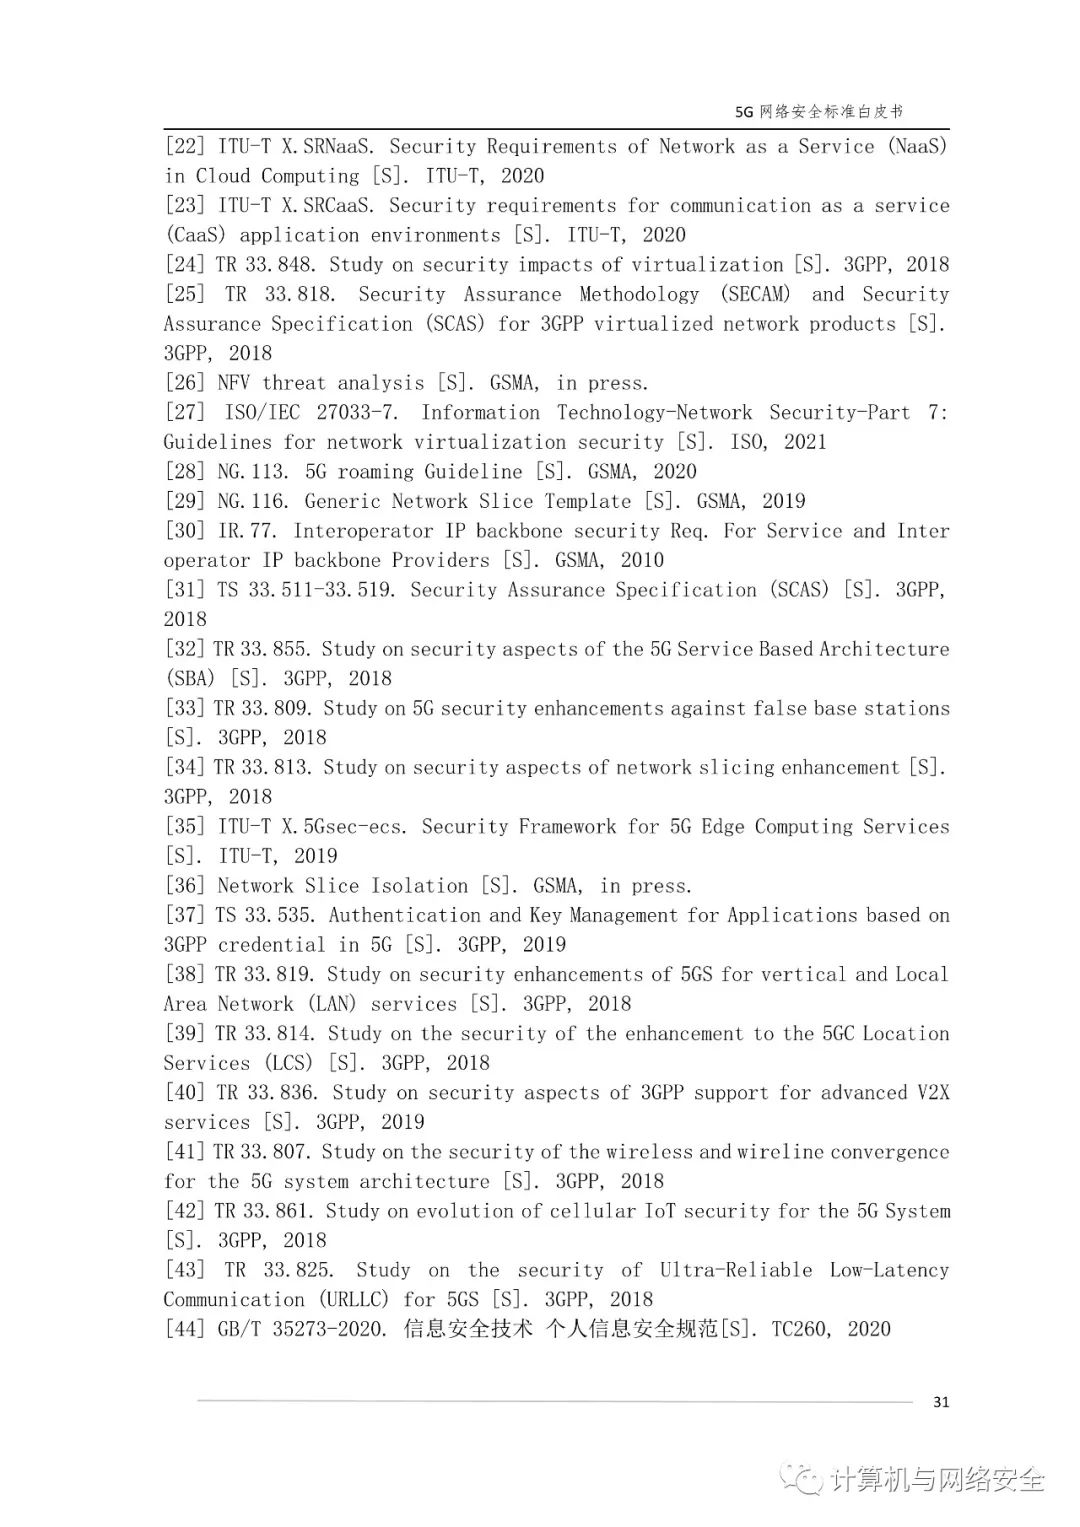 5G 网络安全标准白皮书
[22] ITU-T X.SRNaaS. Security Requirements of Network as a Service (NaaS)
in Cloud Computing [S]. ITU-T, 2020
[23] ITU-T X.SRCaaS. Security requirements for communication as a service
(CaaS) application environments [S]. ITU-T, 2020
[24] TR 33.848. Study on security impacts of virtualization [S]. 3GPP, 2018
[25] TR 33.818. Security Assurance Methodology (SECAM) and Security
Assurance Specification (SCAS) for 3GPP virtualized network products [S].
3GPP, 2018
[26] NFV threat analysis [S]. GSMA, in press.
[27] ISO/IEC 27033-7. Information Technology-Network Security-Part 7:
Guidelines for network virtualization security [S]. ISO, 2021
[28] NG.113. 5G roaming Guideline [S]. GSMA, 2020
[29] NG.116. Generic Network Slice Template [S]. GSMA, 2019
[30] IR.77. Interoperator IP backbone security Req. For Service and Inter
operator IP backbone Providers [S]. GSMA, 2010
[31] TS 33.511-33.519. Security Assurance Specification (SCAS) [S]. 3GPP,
2018
[32] TR 33.855. Study on security aspects of the 5G Service Based Architecture
(SBA) [S]. 3GPP, 2018
[33] TR 33.809. Study on 5G security enhancements against false base stations
[S]. 3GPP, 2018
[34] TR 33.813. Study on security aspects of network slicing enhancement [S].
3GPP, 2018
[35] ITU-T X.5Gsec-ecs. Security Framework for 5G Edge Computing Services
[S]. ITU-T, 2019
[36] Network Slice Isolation [S]. GSMA, in press.
[37] TS 33.535. Authentication and Key Management for Applications based on
3GPP credential in 5G [S]. 3GPP, 2019
[38] TR 33.819. Study on security enhancements of 5GS for vertical and Local
Area Network (LAN) services [S]. 3GPP, 2018
[39] TR 33.814. Study on the security of the enhancement to the 5GC Location
Services (LCS) [S]. 3GPP, 2018
[40] TR 33.836. Study on security aspects of 3GPP support for advanced V2X
services [S]. 3GPP, 2019
[41] TR 33.807. Study on the security of the wireless and wireline convergence
for the 5G system architecture [S]. 3GPP, 2018
[42] TR 33.861. Study on evolution of cellular IoT security for the 5G System
[S]. 3GPP, 2018
[43] TR 33.825. Study on the security of Ultra-Reliable Low-Latency
Communication (URLLC) for 5GS [S]. 3GPP, 2018
[44] GB/T 35273-2020. 信息安全技术 个人信息安全规范[S]. TC260, 2020
31
计算机与网络安全